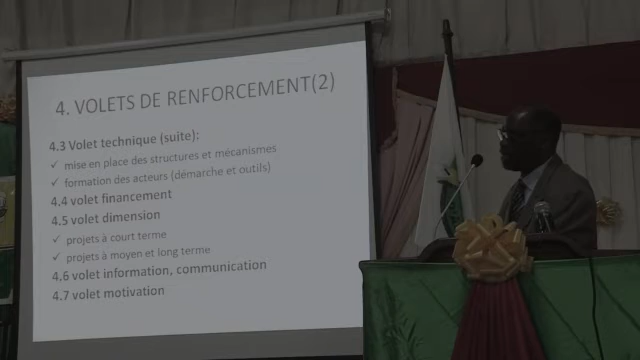 4. VOLETS DE RENFORCEMENT(2)
4.3 Volet technique (suite):
✓ mise en place des structures et mécanismes
✓ formation des acteurs (démarche et outils)
4.4 volet financement
4.5 volet dimension
✓ projets à court terme
✓ projets à moyen et long terme
4.6 volet information, communication
4.7 volet motivation